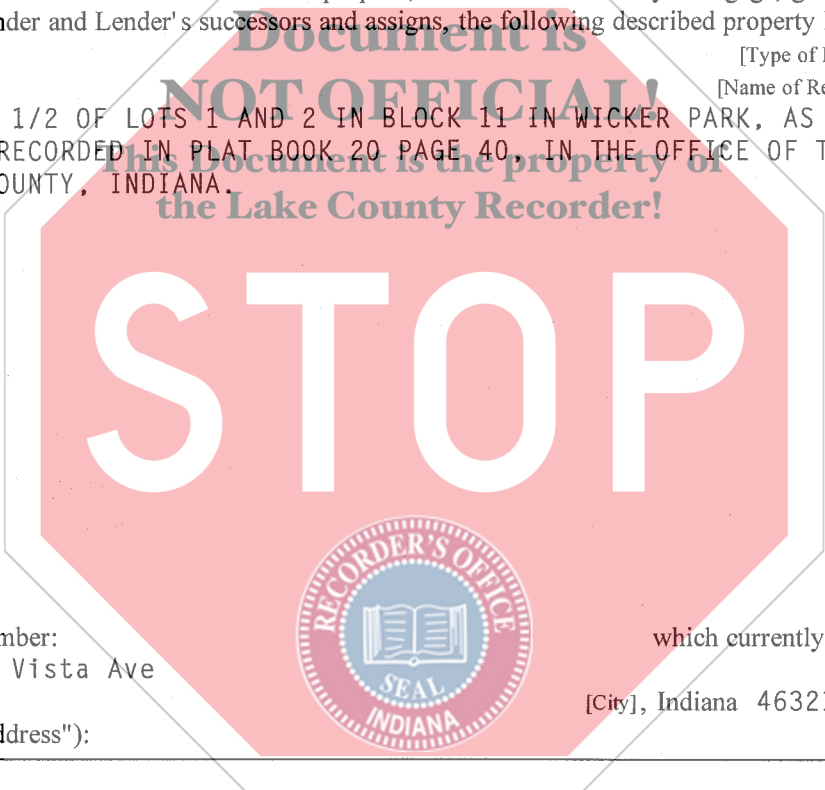 nder and Lender's successors and assigns, the following described property
Document is
[Type of
NOT OFFICIAL!
[Name of Re
1/2 OF LOTS 1 AND 2 IN BLOCK 11 IN WICKER PARK, AS
This Document is the property of
RECORDED IN PLAT BOOK 20 PAGE 40, IN THE OFFICE OF T
OUNTY, INDIANA.
the Lake County Recorder!
STOP
RECORDER'S OFFICE
SEAL
INDIANA
mber:
which currently
Vista Ave
[City], Indiana 4632
ddress"):